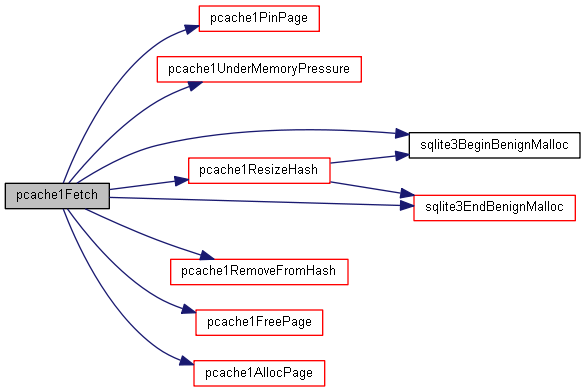 pcache1PinPage
pcache1UnderMemoryPressure
sqlite3BeginBenignMalloc
pcache1ResizeHash
pcache1Fetch
sqlite3EndBenignMalloc
pcache1RemoveFromHash
pcache1FreePage
pcache1AllocPage